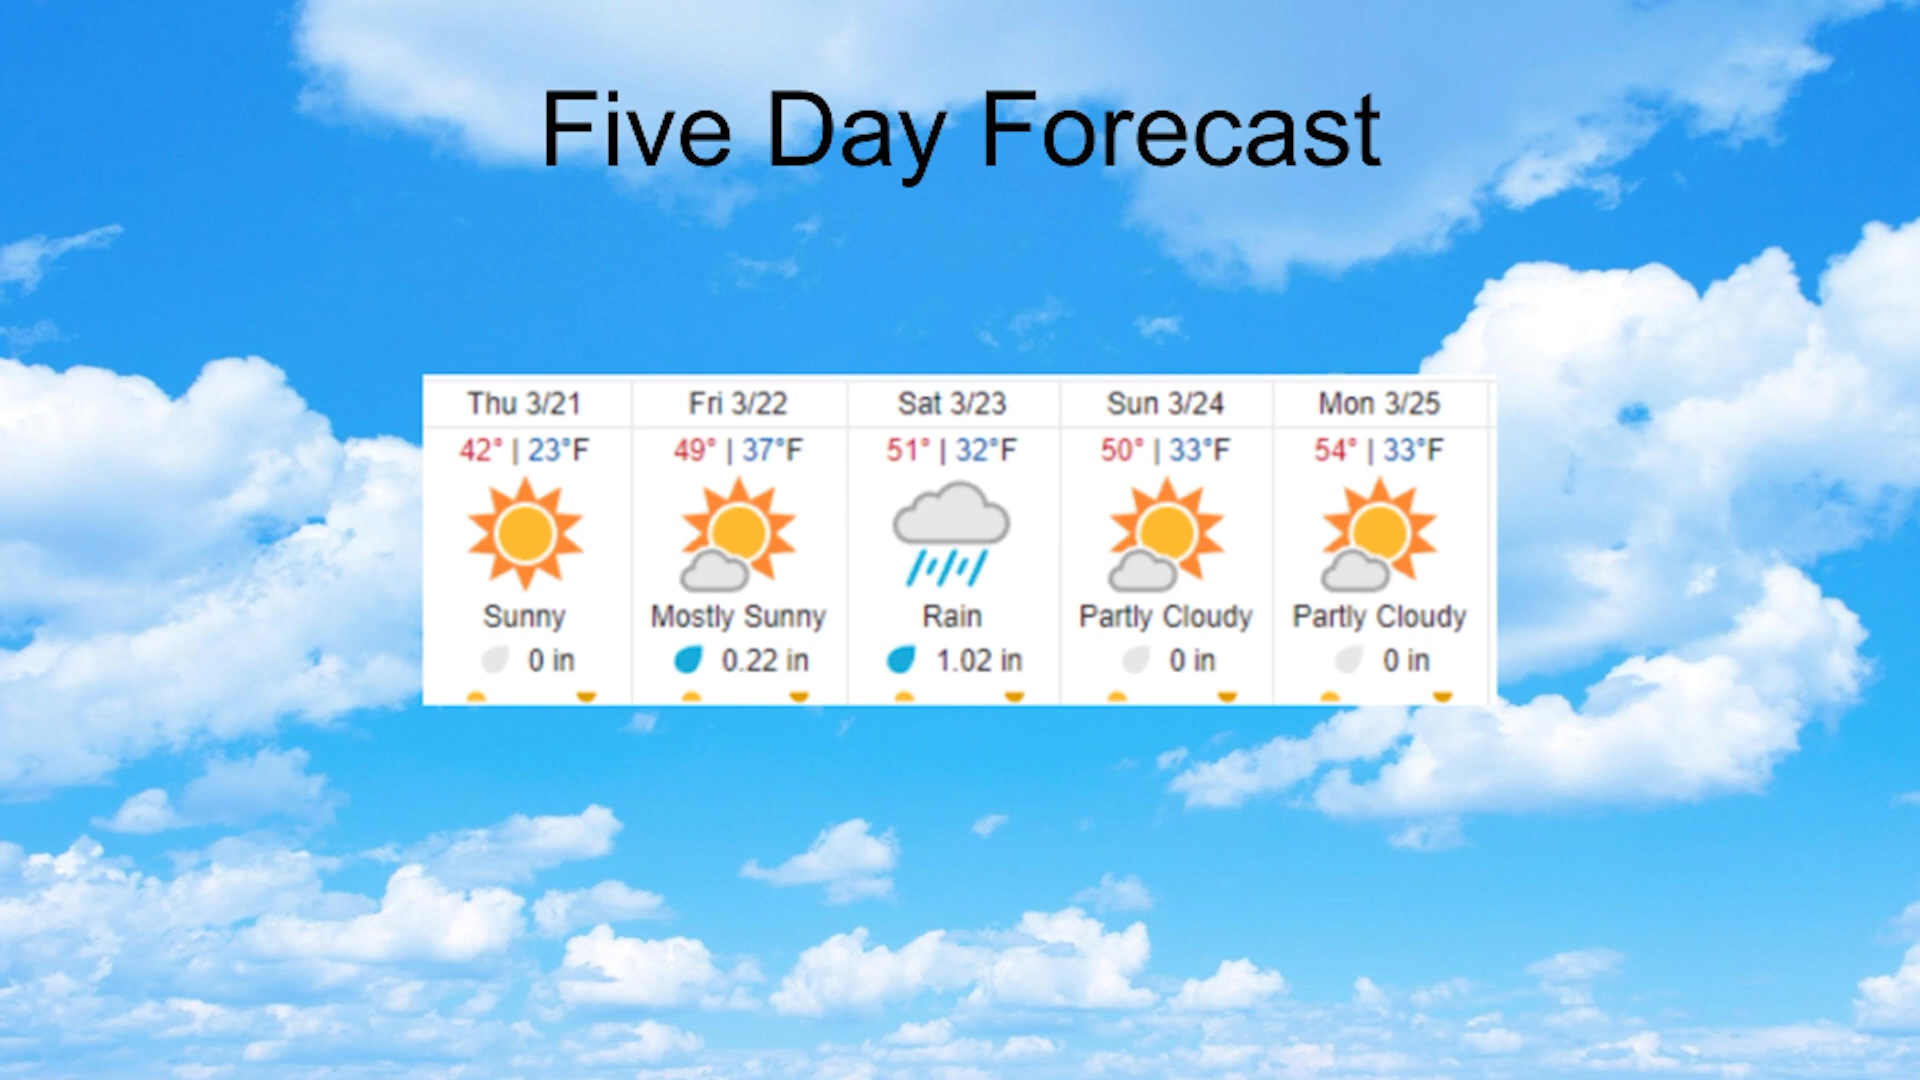 Five Day Forecast
Thu 3/21 Fri 3/22 Sat 3/23 Sun 3/24 Mon 3/25
42° | 23°F 49° | 37°F 51° | 32°F 50° | 33°F 54° | 33°F
Sunny Mostly Sunny Rain Partly Cloudy Partly Cloudy
0 in 0.22 in 1.02 in 0 in 0 in